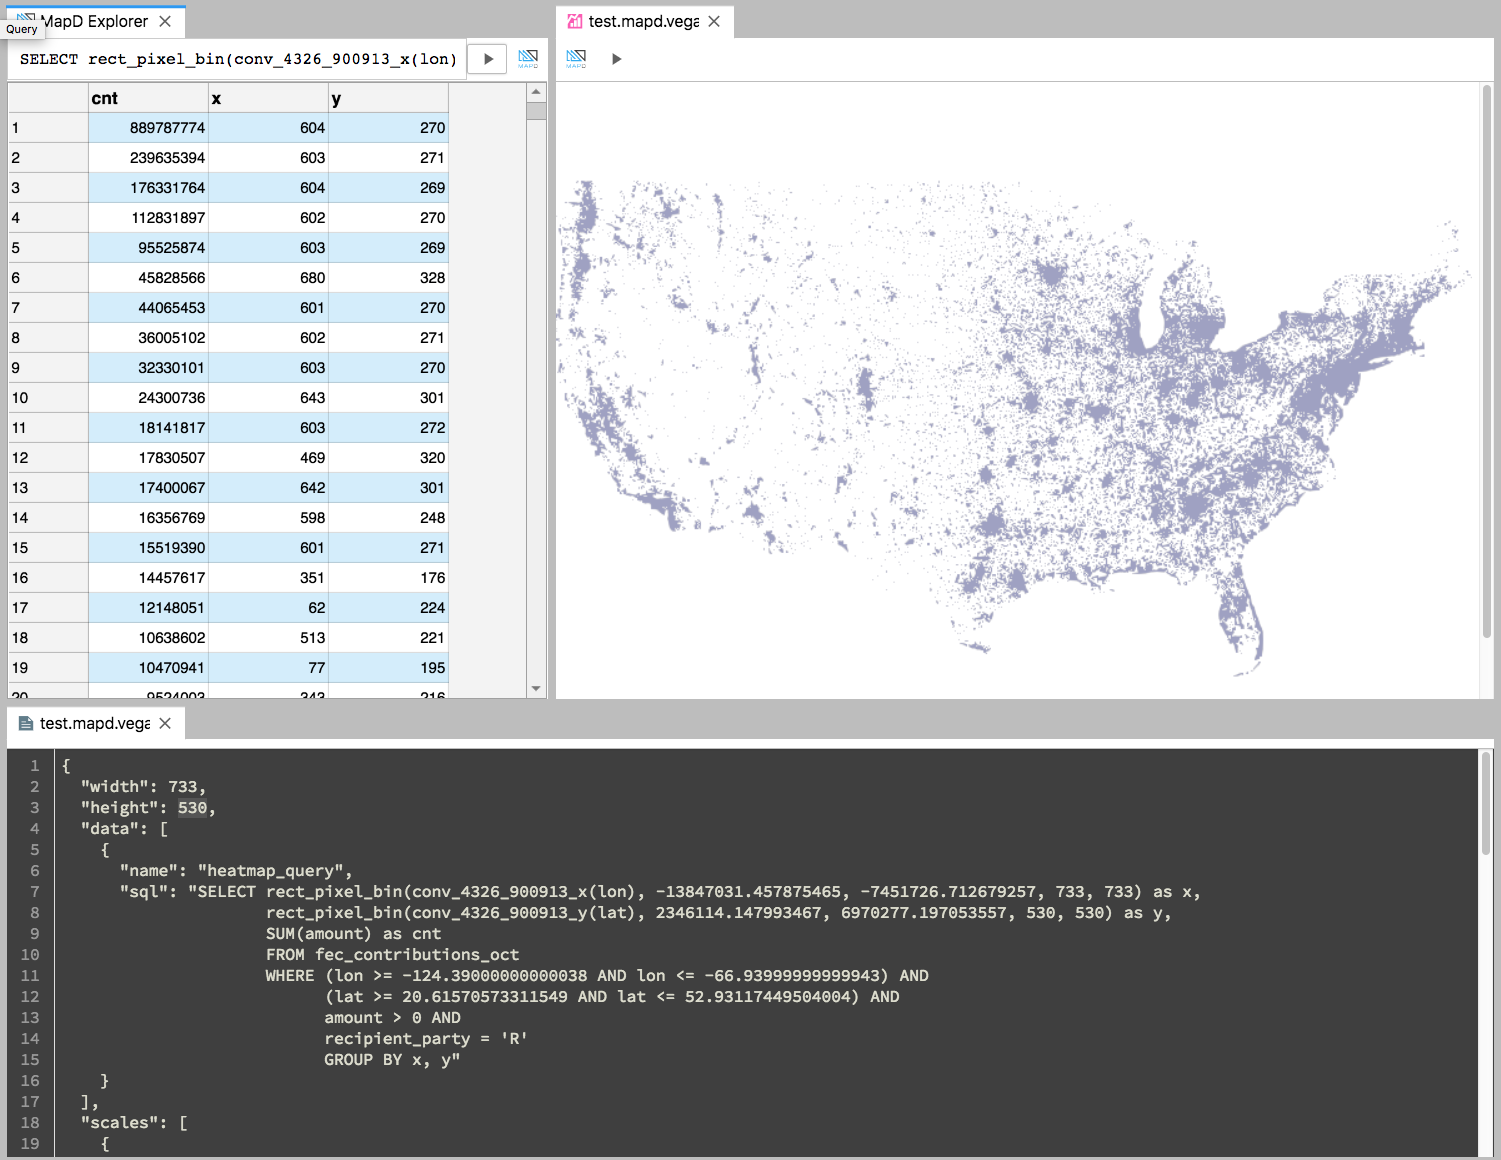 MapD Explorer
Query
SELECT rect_pixel_bin(conv_4326_900913_x(lon)
MAPD
cnt x y
1 889787774 604 270
2 239635394 603 271
3 176331764 604 269
4 112831897 602 270
5 95525874 603 269
6 45828566 680 328
7 44065453 601 270
8 36005102 602 271
9 32330101 603 270
10 24300736 643 301
11 18141817 603 272
12 17830507 469 320
13 17400067 642 301
14 16356769 598 248
15 15519390 601 271
16 14457617 351 176
17 12148051 62 224
18 10638602 513 221
19 10470941 77 195
20 9524003 343 216
test.mapd.vega
MAPD
test.mapd.vega
1 {
2 "width": 733,
3 "height": 530,
4 "data": [
5 {
6 "name": "heatmap_query",
7 "sql": "SELECT rect_pixel_bin(conv_4326_900913_x(lon), -13847031.457875465, -7451726.712679257, 733, 733) as x,
8 rect_pixel_bin(conv_4326_900913_y(lat), 2346114.147993467, 6970277.197053557, 530, 530) as y,
9 SUM(amount) as cnt
10 FROM fec_contributions_oct
11 WHERE (lon >= -124.39000000000038 AND lon <= -66.93999999999943) AND
12 (lat >= 20.61570573311549 AND lat <= 52.93117449504004) AND
13 amount > 0 AND
14 recipient_party = 'R'
15 GROUP BY x, y"
16 }
17 ],
18 "scales": [
19 {